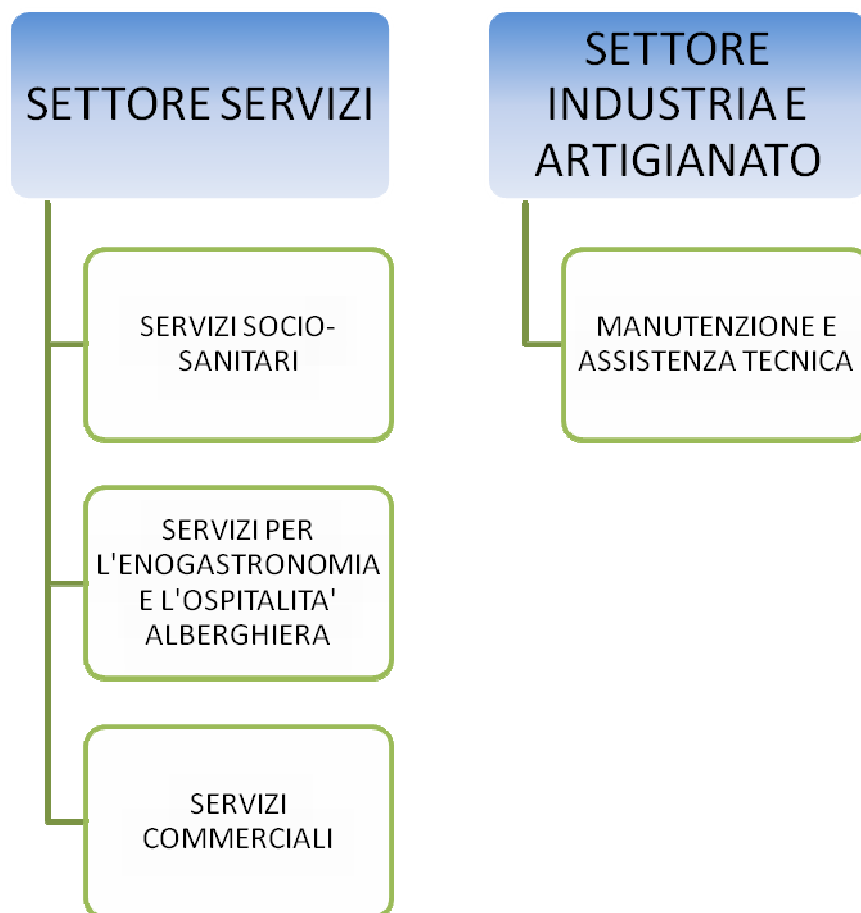 SETTORE SERVIZI
SERVIZI SOCIO-
SANITARI
SERVIZI PER
L'ENOGASTRONOMIA
E L'OSPITALITA'
ALBERGHIERA
SERVIZI
COMMERCIALI
SETTORE
INDUSTRIA E
ARTIGIANATO
MANUTENZIONE E
ASSISTENZA TECNICA